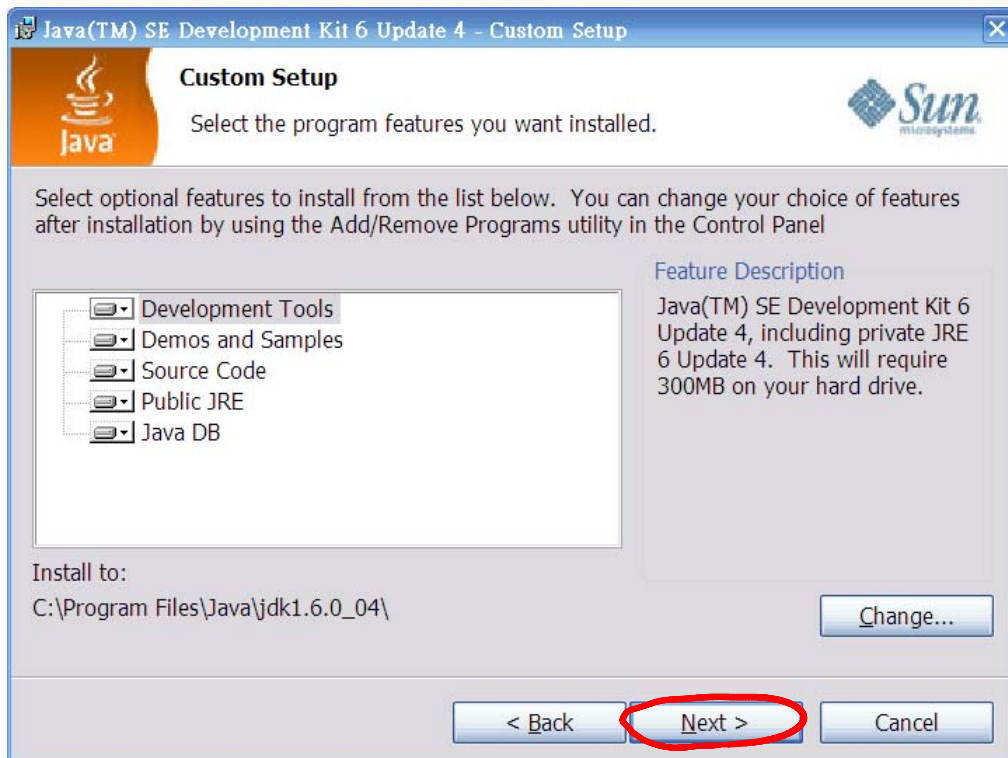 Java(TM) SE Development Kit 6 Update 4 - Custom Setup
Java
Custom Setup
Select the program features you want installed.
Sun
microsystems
Select optional features to install from the list below. You can change your choice of features
after installation by using the Add/Remove Programs utility in the Control Panel
Development Tools
Demos and Samples
Source Code
Public JRE
Java DB
Feature Description
Java(TM) SE Development Kit 6
Update 4, including private JRE
6 Update 4. This will require
300MB on your hard drive.
Install to:
C:\Program Files\Java\jdk1.6.0_04\
Change...
< Back
Next >
Cancel